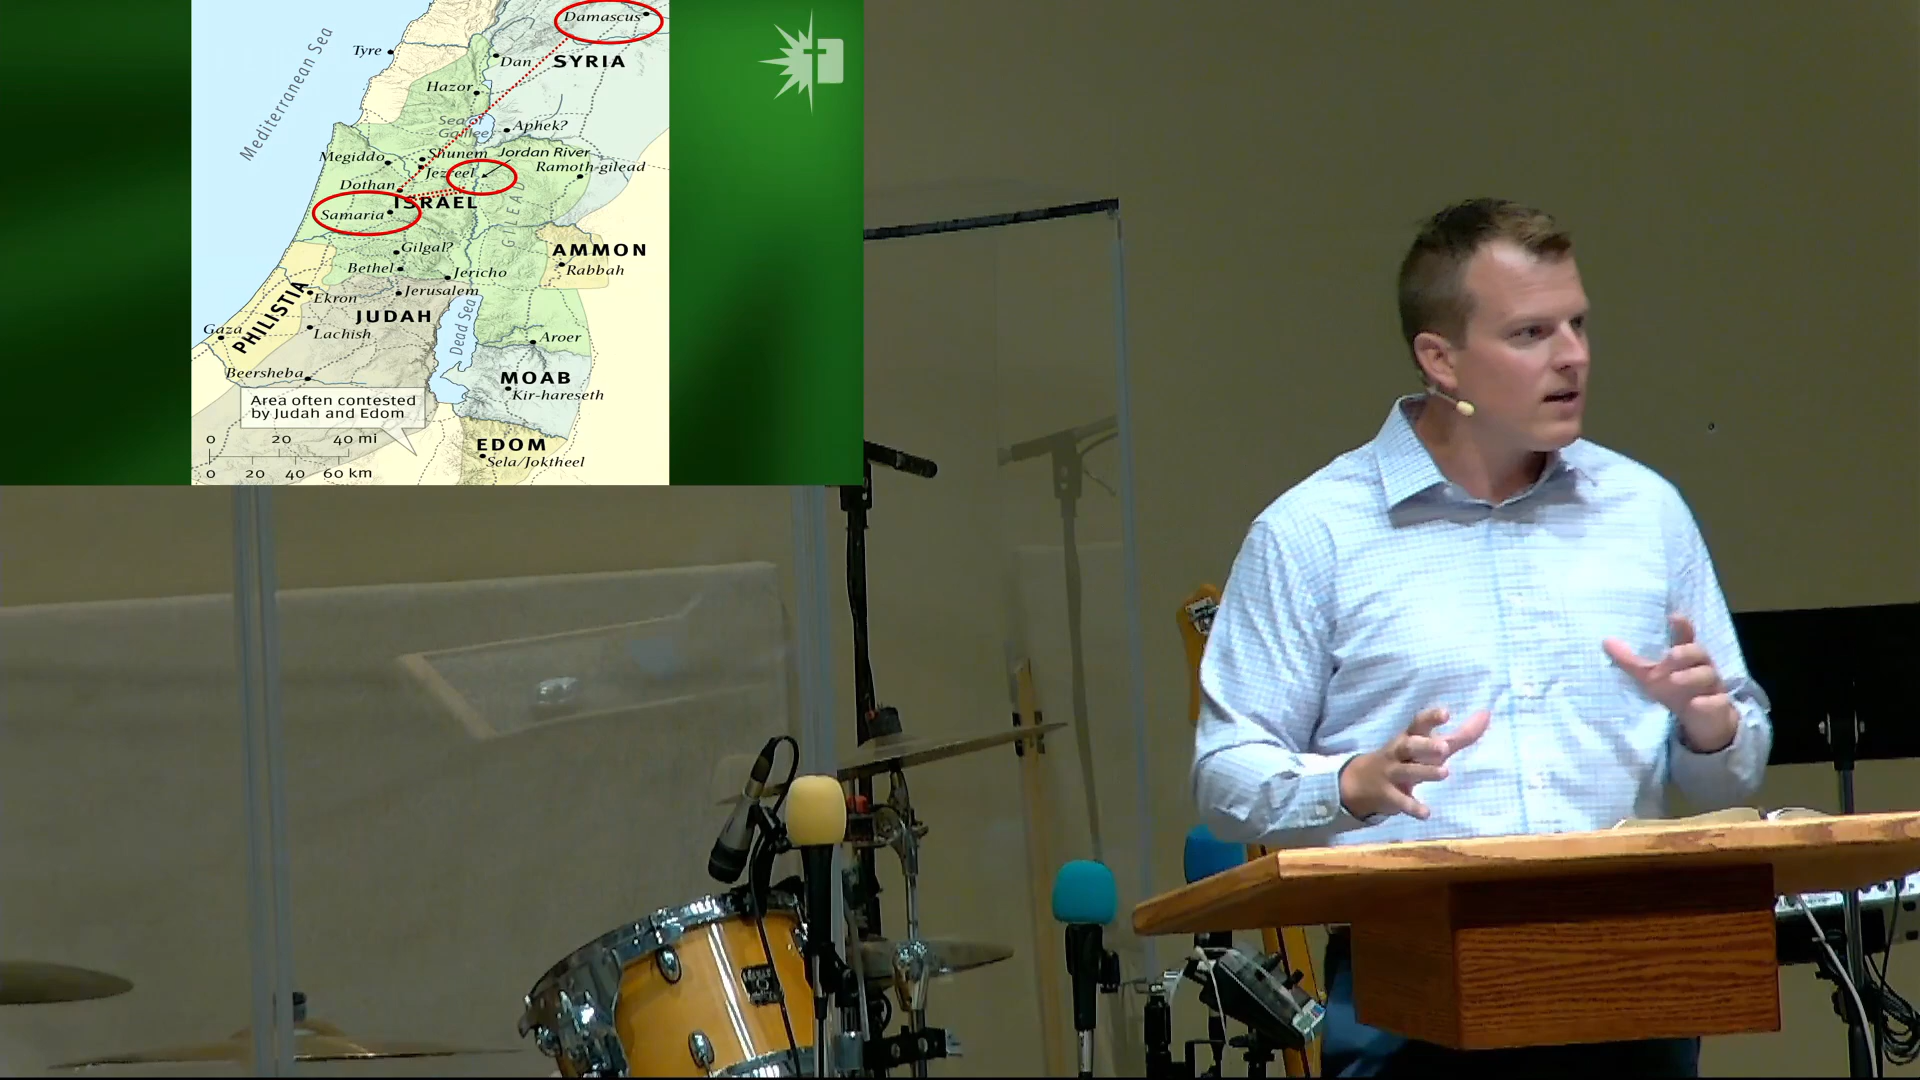 Damascus
Tyre
Dan
SYRIA
Hazor
Mediterranean Sea
Sea of
Galilee
Aphek?
Megiddo
Shunem
Jordan River
Jezreel
Ramoth-gilead
Dothan
ISRAEL
Samaria
GILEAD
Gilgal?
AMMON
Bethel
Jericho
Rabbah
Ekron
Jerusalem
PHILISTIA
JUDAH
Dead Sea
Gaza
Lachish
Aroer
Beersheba
MOAB
Kir-hareseth
Area often contested
by Judah and Edom
EDOM
Sela/Joktheel
0 20 40 mi
0 20 40 60 km